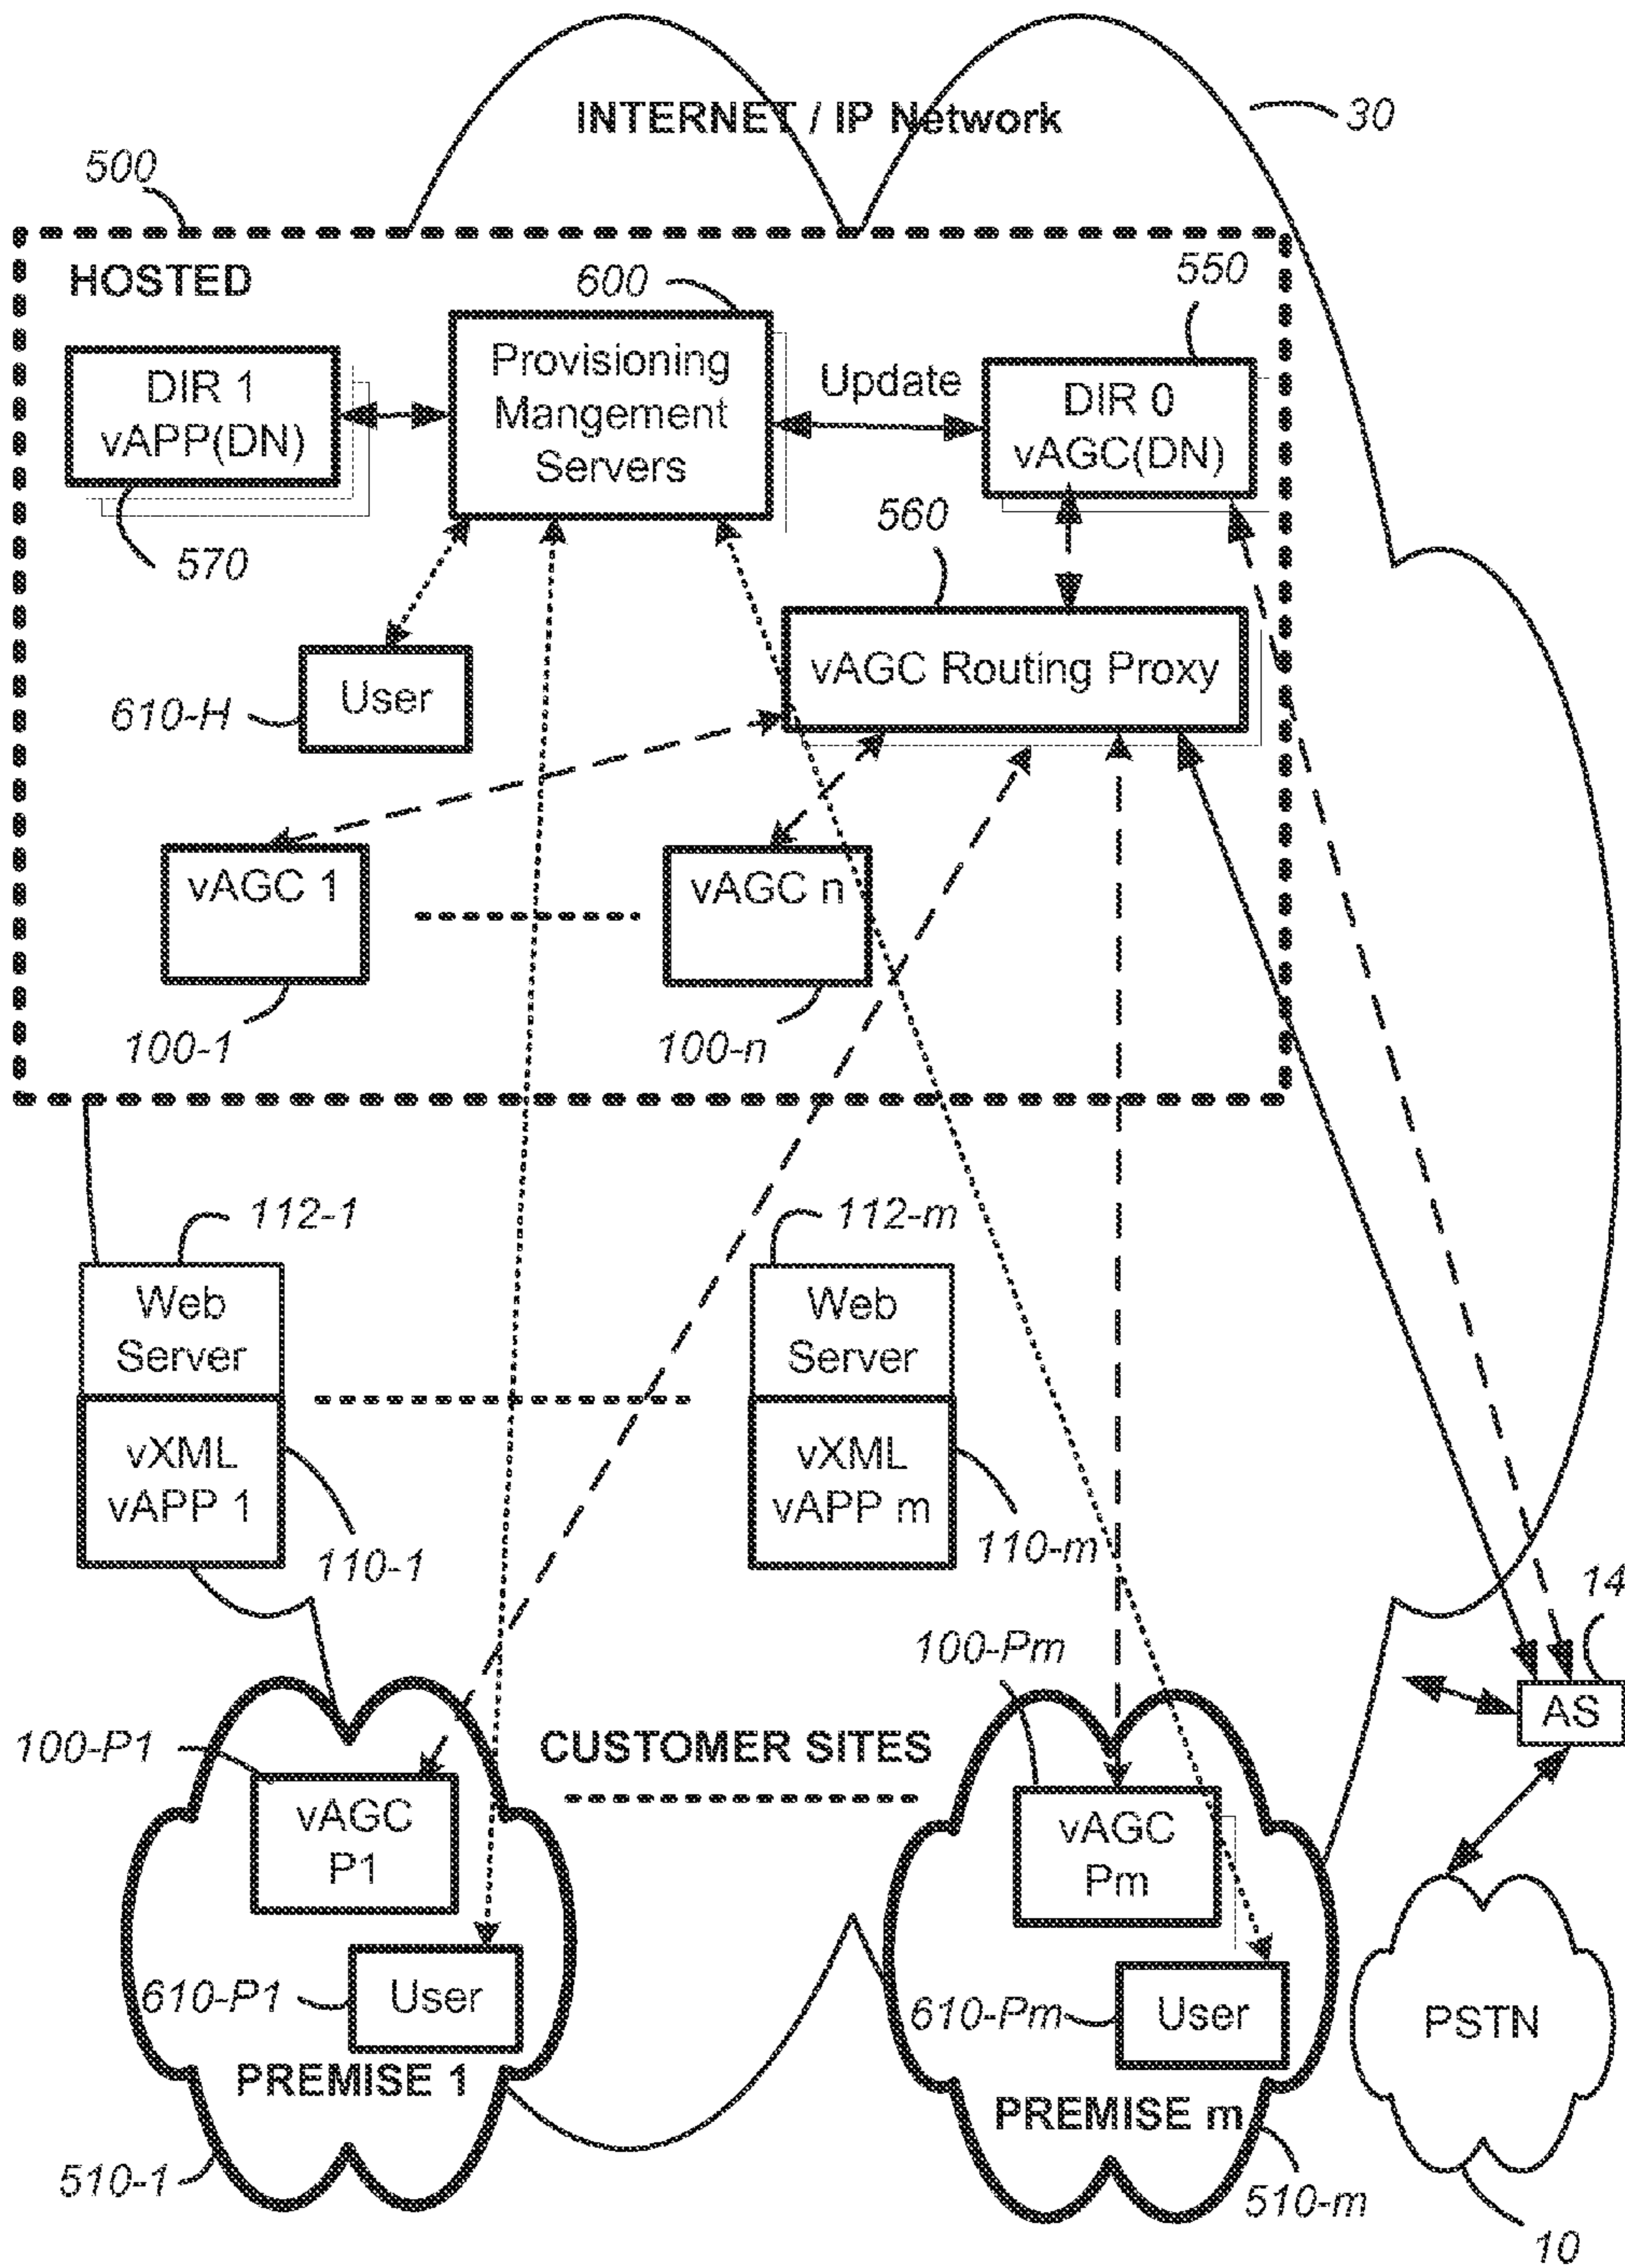 INTERNET / IP Network
30
500
HOSTED
600
550
DIR 1
vAPP(DN)
Provisioning
Mangement
Servers
Update
DIR 0
vAGC(DN)
570
560
User
610-H
vAGC Routing Proxy
vAGC 1
vAGC n
100-1
100-n
112-1
112-m
Web
Server
Web
Server
vXML
vAPP 1
vXML
vAPP m
110-1
110-m
14
100-Pm
AS
100-P1
CUSTOMER SITES
vAGC
P1
vAGC
Pm
610-P1
User
610-Pm
User
PSTN
PREMISE 1
PREMISE m
510-1
510-m
10